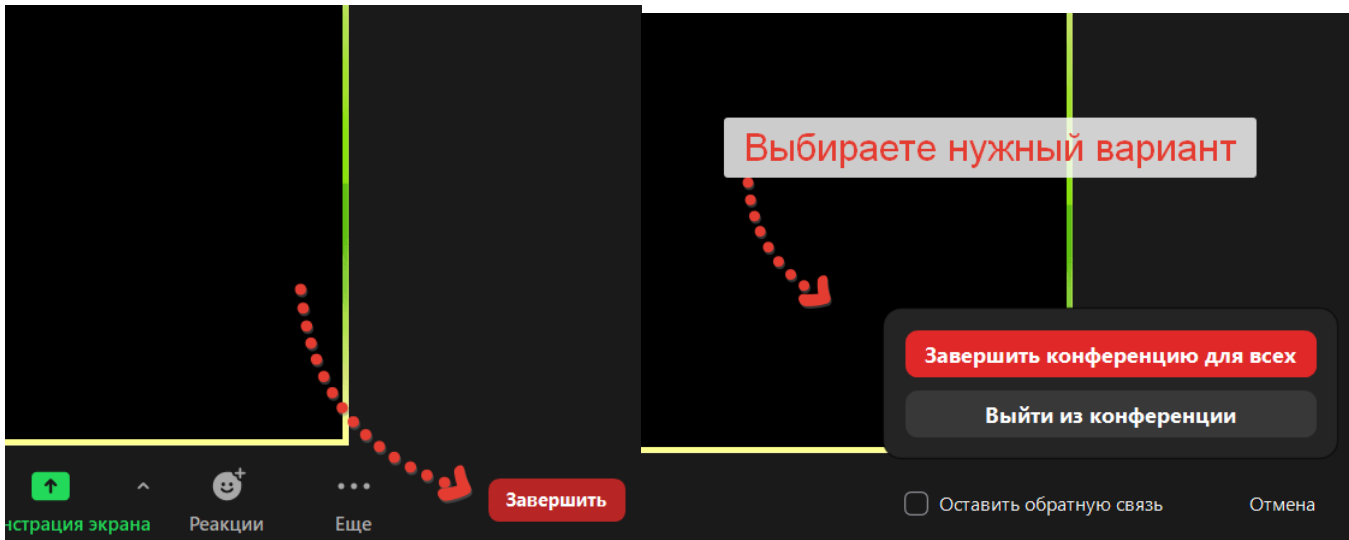 Выбираете нужный вариант
Завершить конференцию для всех
Выйти из конференции
нстрация экрана
Реакции
Еще
Завершить
Оставить обратную связь
Отмена